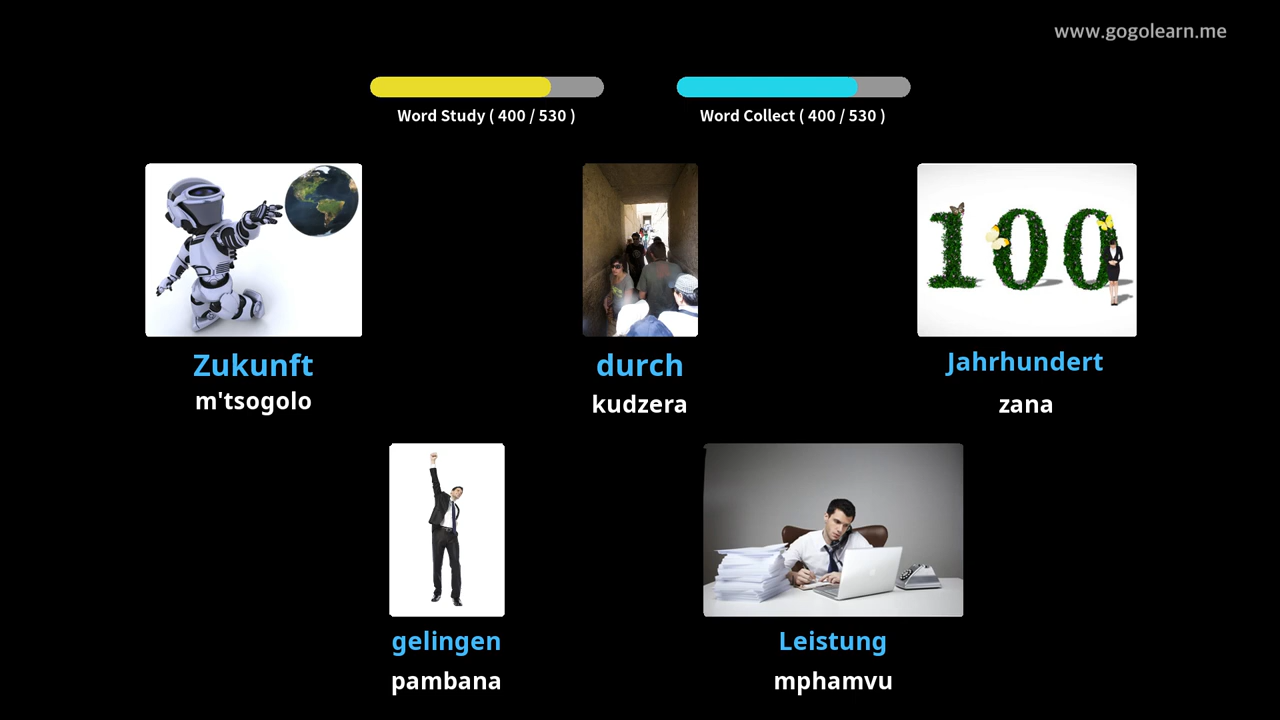 www.gogolearn.me
Word Study ( 400 / 530 )
Word Collect ( 400 / 530 )
100
Zukunft
m'tsogolo
durch
kudzera
Jahrhundert
zana
gelingen
pambana
Leistung
mphamvu